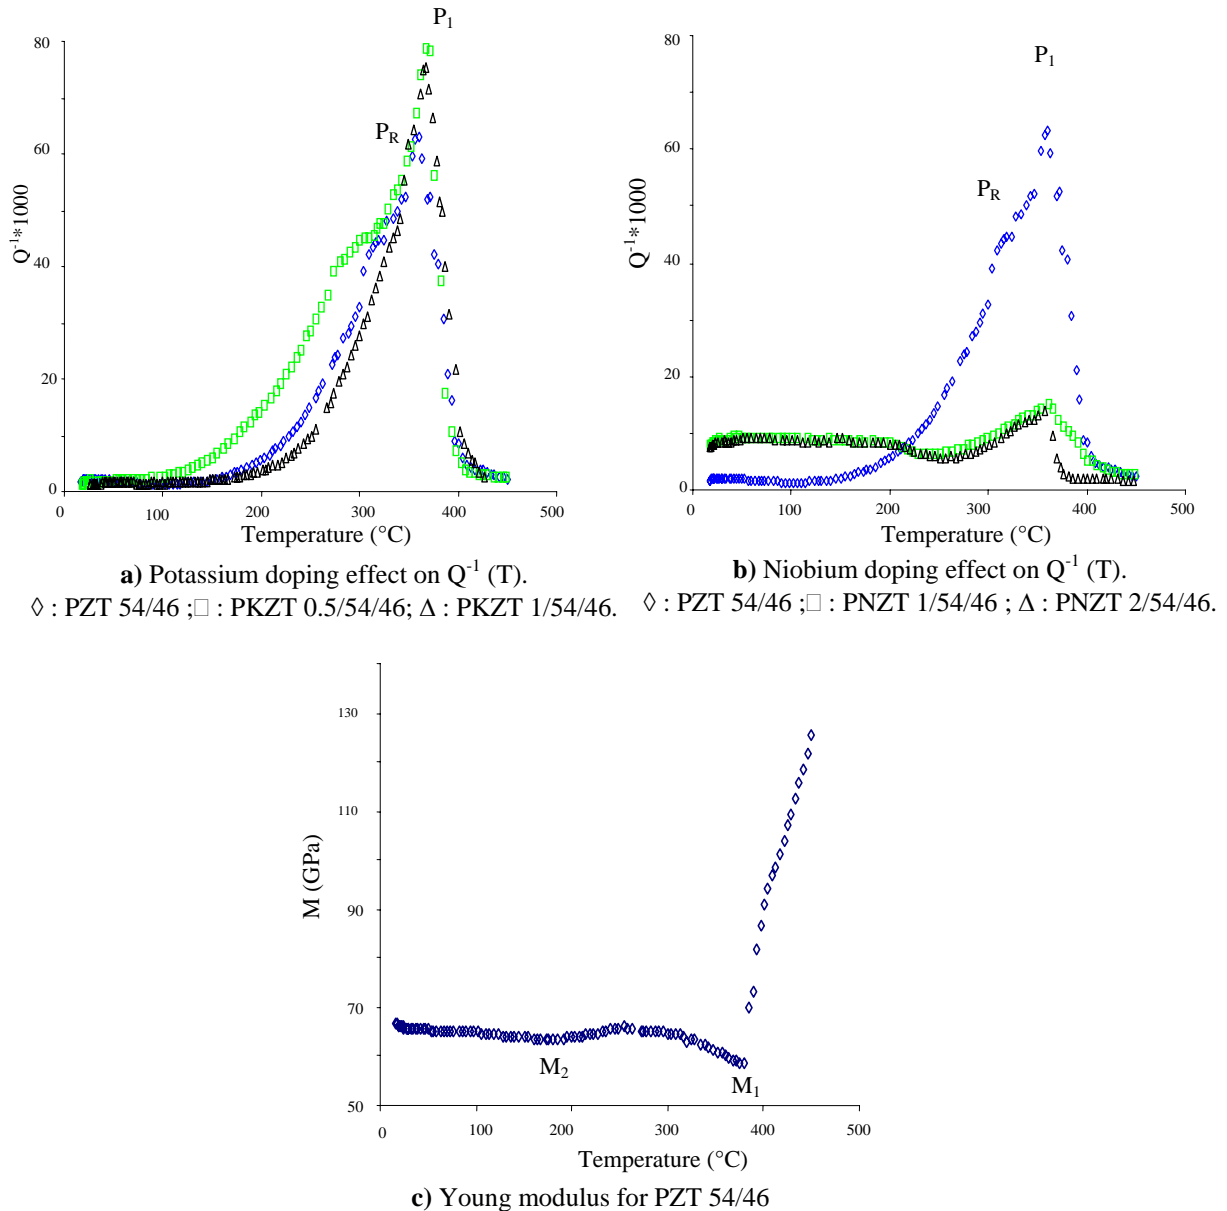 P1
80
60
PR
40
20
0
Q-1*1000
0 100 200 300 400 500
Temperature (°C)
a) Potassium doping effect on Q-1 (T).
◊ : PZT 54/46 ;□ : PKZT 0.5/54/46; Δ : PKZT 1/54/46.
80
P1
60
PR
40
20
0
Q-1*1000
0 100 200 300 400 500
Temperature (°C)
b) Niobium doping effect on Q-1 (T).
◊ : PZT 54/46 ;□ : PNZT 1/54/46 ; Δ : PNZT 2/54/46.
130
110
90
70
50
M (GPa)
M2
M1
0 100 200 300 400 500
Temperature (°C)
c) Young modulus for PZT 54/46